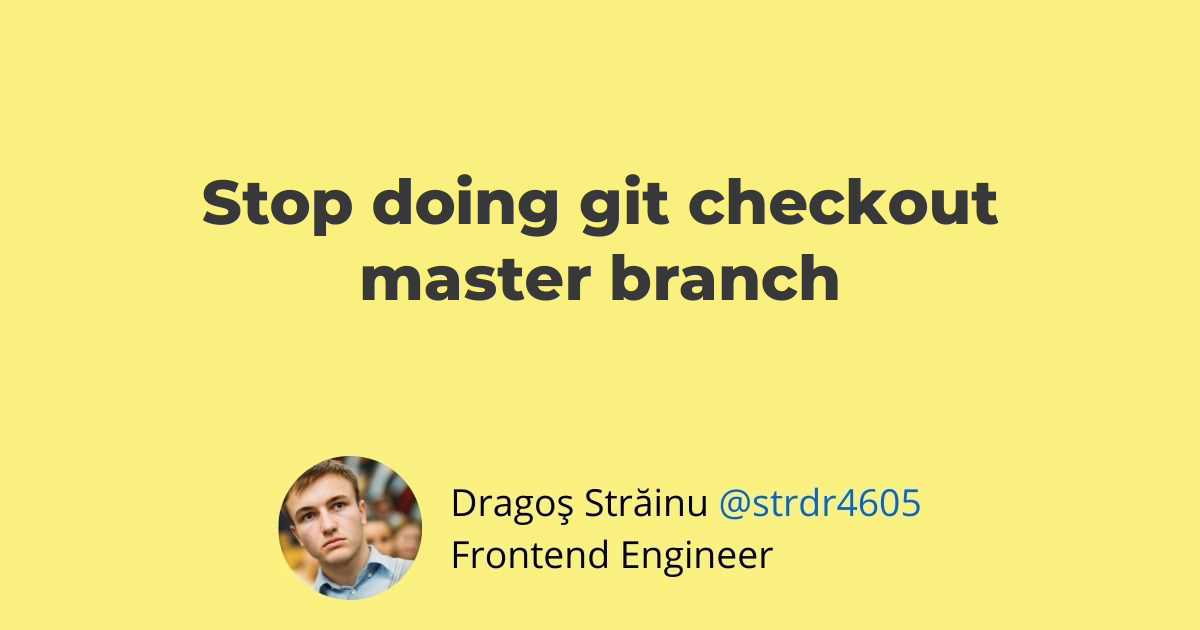 Stop doing git checkout
master branch
Dragoş Străinu @strdr4605
Frontend Engineer